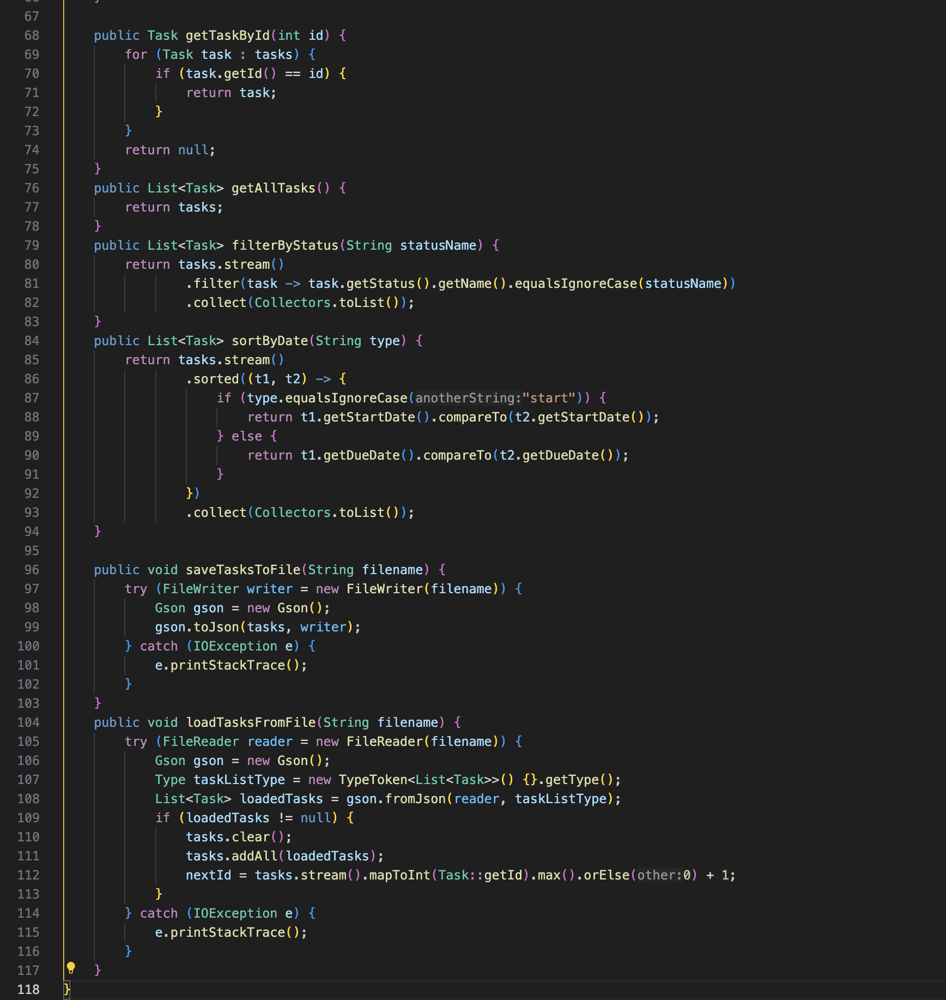 67
68 public Task getTaskById(int id) {
69 for (Task task : tasks) {
70 if (task.getId() == id) {
71 return task;
72 }
73 }
74 return null;
75 }
76 public List<Task> getAllTasks() {
77 return tasks;
78 }
79 public List<Task> filterByStatus(String statusName) {
80 return tasks.stream()
81 .filter(task -> task.getStatus().getName().equalsIgnoreCase(statusName))
82 .collect(Collectors.toList());
83 }
84 public List<Task> sortByDate(String type) {
85 return tasks.stream()
86 .sorted((t1, t2) -> {
87 if (type.equalsIgnoreCase(anotherString:"start")) {
88 return t1.getStartDate().compareTo(t2.getStartDate());
89 } else {
90 return t1.getDueDate().compareTo(t2.getDueDate());
91 }
92 })
93 .collect(Collectors.toList());
94 }
95
96 public void saveTasksToFile(String filename) {
97 try (FileWriter writer = new FileWriter(filename)) {
98 Gson gson = new Gson();
99 gson.toJson(tasks, writer);
100 } catch (IOException e) {
101 e.printStackTrace();
102 }
103 }
104 public void loadTasksFromFile(String filename) {
105 try (FileReader reader = new FileReader(filename)) {
106 Gson gson = new Gson();
107 Type taskListType = new TypeToken<List<Task>>() {}.getType();
108 List<Task> loadedTasks = gson.fromJson(reader, taskListType);
109 if (loadedTasks != null) {
110 tasks.clear();
111 tasks.addAll(loadedTasks);
112 nextId = tasks.stream().mapToInt(Task::getId).max().orElse(other:0) + 1;
113 }
114 } catch (IOException e) {
115 e.printStackTrace();
116 }
117 }
118 }